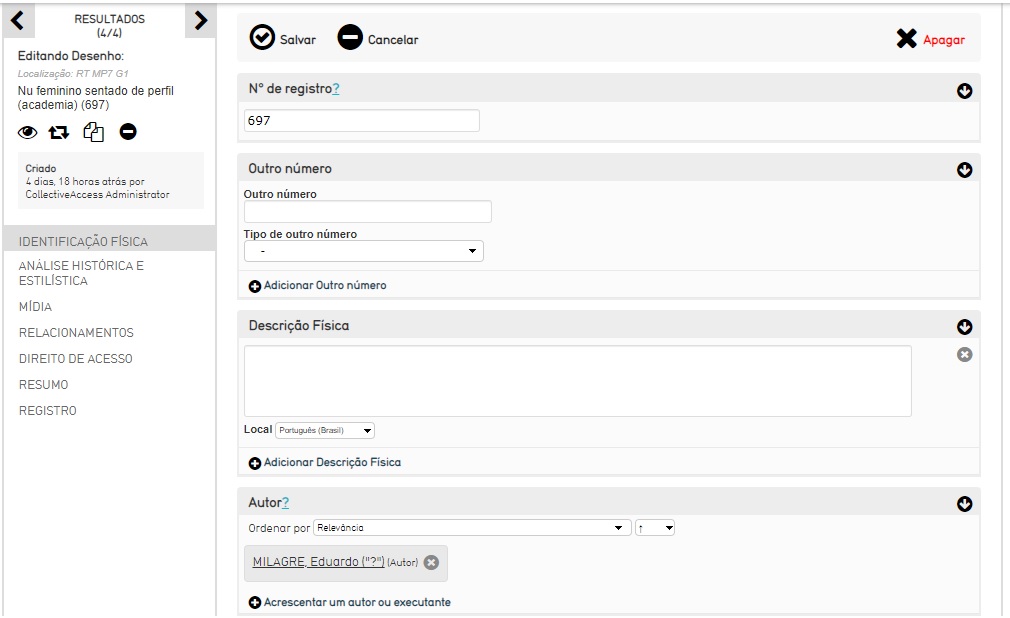 RESULTADOS
(4/4)
Editando Desenho:
Localização: RT MP7 G1
Nu feminino sentado de perfil
(academia) (697)
Criado
4 dias, 18 horas atrás por
CollectiveAccess Administrator
IDENTIFICAÇÃO FÍSICA
ANÁLISE HISTÓRICA E
ESTILÍSTICA
MÍDIA
RELACIONAMENTOS
DIREITO DE ACESSO
RESUMO
REGISTRO
Salvar Cancelar Apagar
N° de registro?
697
Outro número
Outro número
Tipo de outro número
-
Adicionar Outro número
Descrição Física
Local Português (Brasil)
Adicionar Descrição Física
Autor?
Ordenar por Relevância ↑
MILAGRE, Eduardo ("?") (Autor)
Acrescentar um autor ou executante